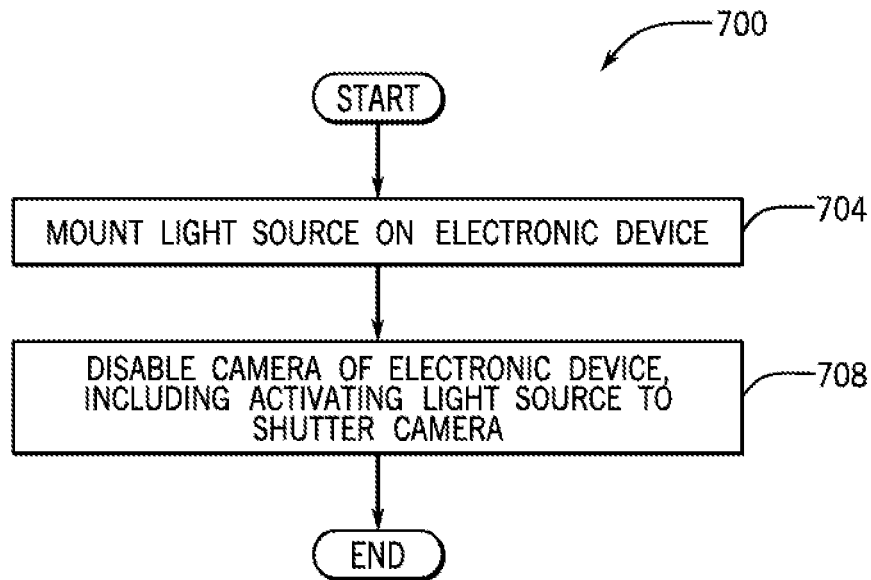 700
START
MOUNT LIGHT SOURCE ON ELECTRONIC DEVICE
704
DISABLE CAMERA OF ELECTRONIC DEVICE,
INCLUDING ACTIVATING LIGHT SOURCE TO
SHUTTER CAMERA
708
END